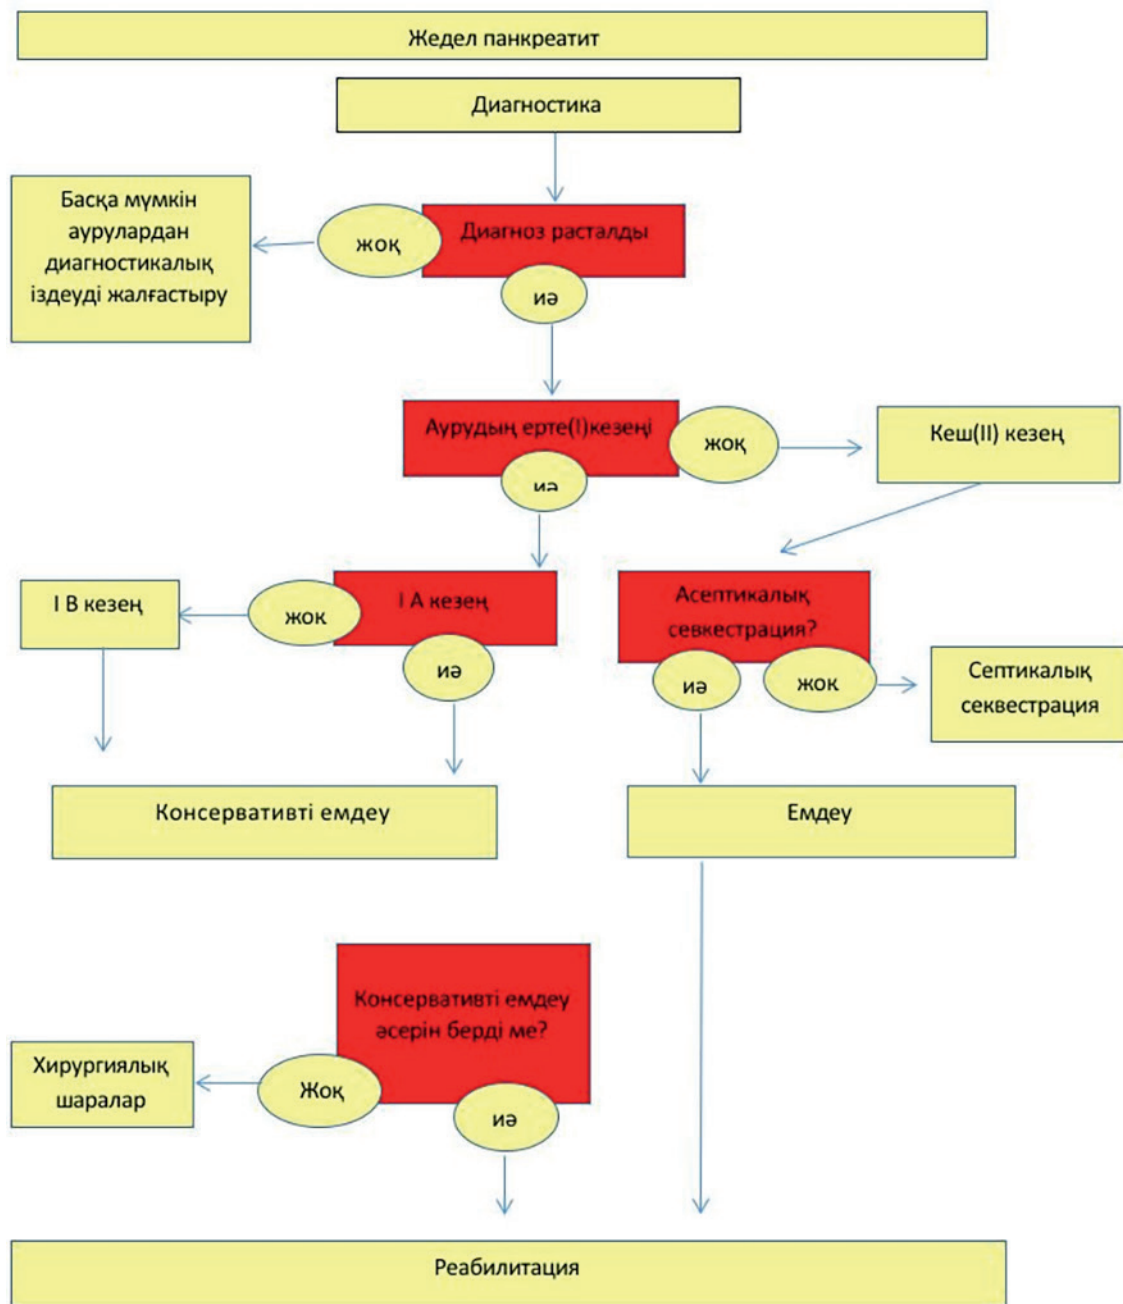 Жедел панкреатит
Диагностика
Басқа мүмкін
аурулардан
диагностикалық
іздеуді жалғастыру
жоқ
Диагноз расталды
иә
Аурудың ерте(І)кезеңі
жоқ
иә
Кеш(ІІ) кезең
І В кезең
жоқ
І А кезең
иә
Асептикалық
севкестрация?
иә
жоқ
Септикалық
секвестрация
Консервативті емдеу
Емдеу
Консервативті емдеу
әсерін берді ме?
Хирургиялық
шаралар
Жоқ
иә
Реабилитация